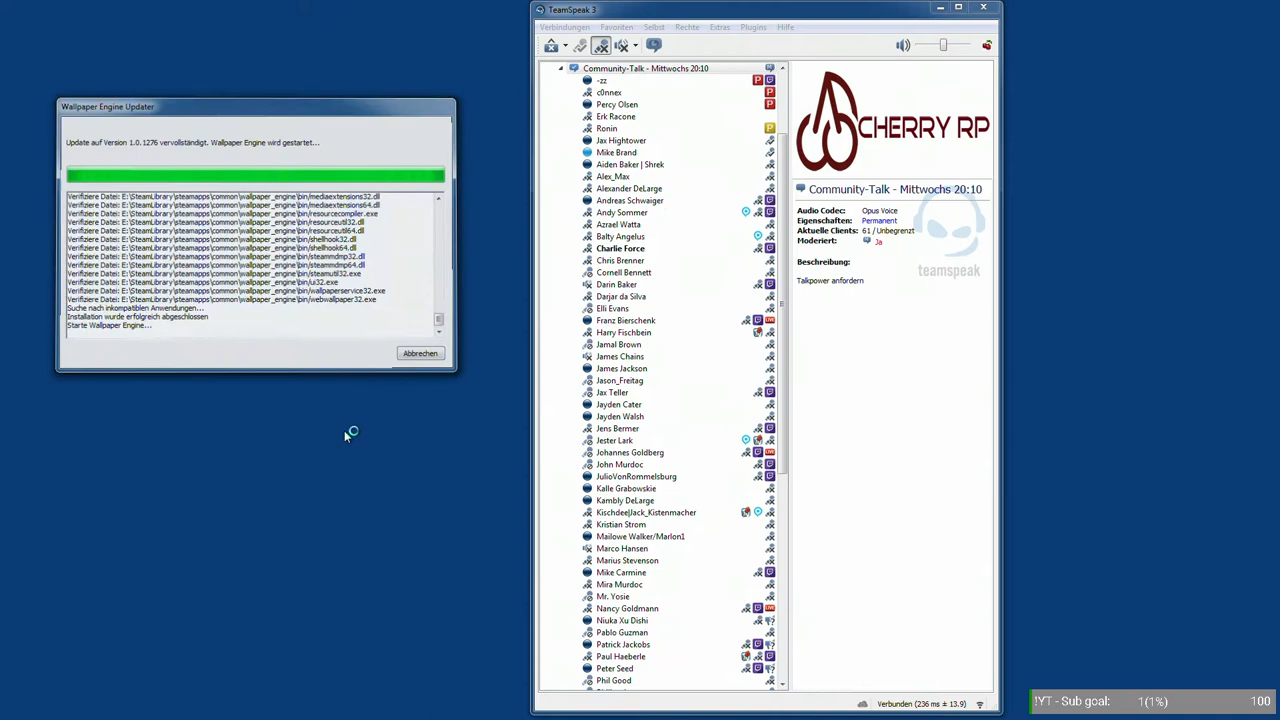 Wallpaper Engine Updater
Update auf Version 1.0.1276 vervollständigt. Wallpaper Engine wird gestartet...
Verifiziere Datei: E:\SteamLibrary\steamapps\common\wallpaper_engine\bin/mediaextensions32.dll
Verifiziere Datei: E:\SteamLibrary\steamapps\common\wallpaper_engine\bin/mediaextensions64.dll
Verifiziere Datei: E:\SteamLibrary\steamapps\common\wallpaper_engine\bin/resourcecompiler.exe
Verifiziere Datei: E:\SteamLibrary\steamapps\common\wallpaper_engine\bin/resourceutil32.dll
Verifiziere Datei: E:\SteamLibrary\steamapps\common\wallpaper_engine\bin/resourceutil64.dll
Verifiziere Datei: E:\SteamLibrary\steamapps\common\wallpaper_engine\bin/shellhook32.dll
Verifiziere Datei: E:\SteamLibrary\steamapps\common\wallpaper_engine\bin/shellhook64.dll
Verifiziere Datei: E:\SteamLibrary\steamapps\common\wallpaper_engine\bin/steammdmp32.dll
Verifiziere Datei: E:\SteamLibrary\steamapps\common\wallpaper_engine\bin/steammdmp64.dll
Verifiziere Datei: E:\SteamLibrary\steamapps\common\wallpaper_engine\bin/steamutil32.exe
Verifiziere Datei: E:\SteamLibrary\steamapps\common\wallpaper_engine\bin/ui32.exe
Verifiziere Datei: E:\SteamLibrary\steamapps\common\wallpaper_engine\bin/wallpaperservice32.exe
Verifiziere Datei: E:\SteamLibrary\steamapps\common\wallpaper_engine\bin/webwallpaper32.exe
Suche nach inkompatiblen Anwendungen...
Installation wurde erfolgreich abgeschlossen
Starte Wallpaper Engine...
Abbrechen
TeamSpeak 3
Verbindungen Favoriten Selbst Rechte Extras Plugins Hilfe
Community-Talk - Mittwochs 20:10
-zz
c0nnex
Percy Olsen
Erk Racone
Ronin
Jax Hightower
Mike Brand
Aiden Baker | Shrek
Alex_Max
Alexander DeLarge
Andreas Schwaiger
Andy Sommer
Azrael Watta
Balty Angelus
Charlie Force
Chris Brenner
Cornell Bennett
Darin Baker
Darjar da Silva
Elli Evans
Franz Bierschenk
Harry Fischbein
Jamal Brown
James Chains
James Jackson
Jason_Freitag
Jax Teller
Jayden Cater
Jayden Walsh
Jens Bermer
Jester Lark
Johannes Goldberg
John Murdoc
JulioVonRommelsburg
Kalle Grabowskie
Kambly DeLarge
Kischdee|Jack_Kistenmacher
Kristian Strom
Mailowe Walker/Marlon1
Marco Hansen
Marius Stevenson
Mike Carmine
Mira Murdoc
Mr. Yosie
Nancy Goldmann
Niuka Xu Dishi
Pablo Guzman
Patrick Jackobs
Paul Haeberle
Peter Seed
Phil Good
CHERRY RP
Community-Talk - Mittwochs 20:10
Audio Codec: Opus Voice
Eigenschaften: Permanent
Aktuelle Clients: 61 / Unbegrenzt
Moderiert: Ja
teamspeak
Beschreibung:
Talkpower anfordern
Verbunden (236 ms ± 13.9)
!YT - Sub goal: 1(1%) 100